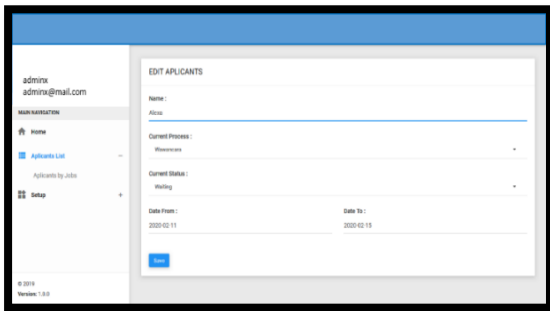 adminx
adminx@mail.com
MAIN NAVIGATION
Home
Aplicants List
Aplicants by Jobs
Setup
© 2019
Version: 1.0.0
EDIT APLICANTS
Name :
Alexa
Current Process :
Current Status :
Waiting
Date From :
Date To :
2020-02-11
2020-02-15
Save